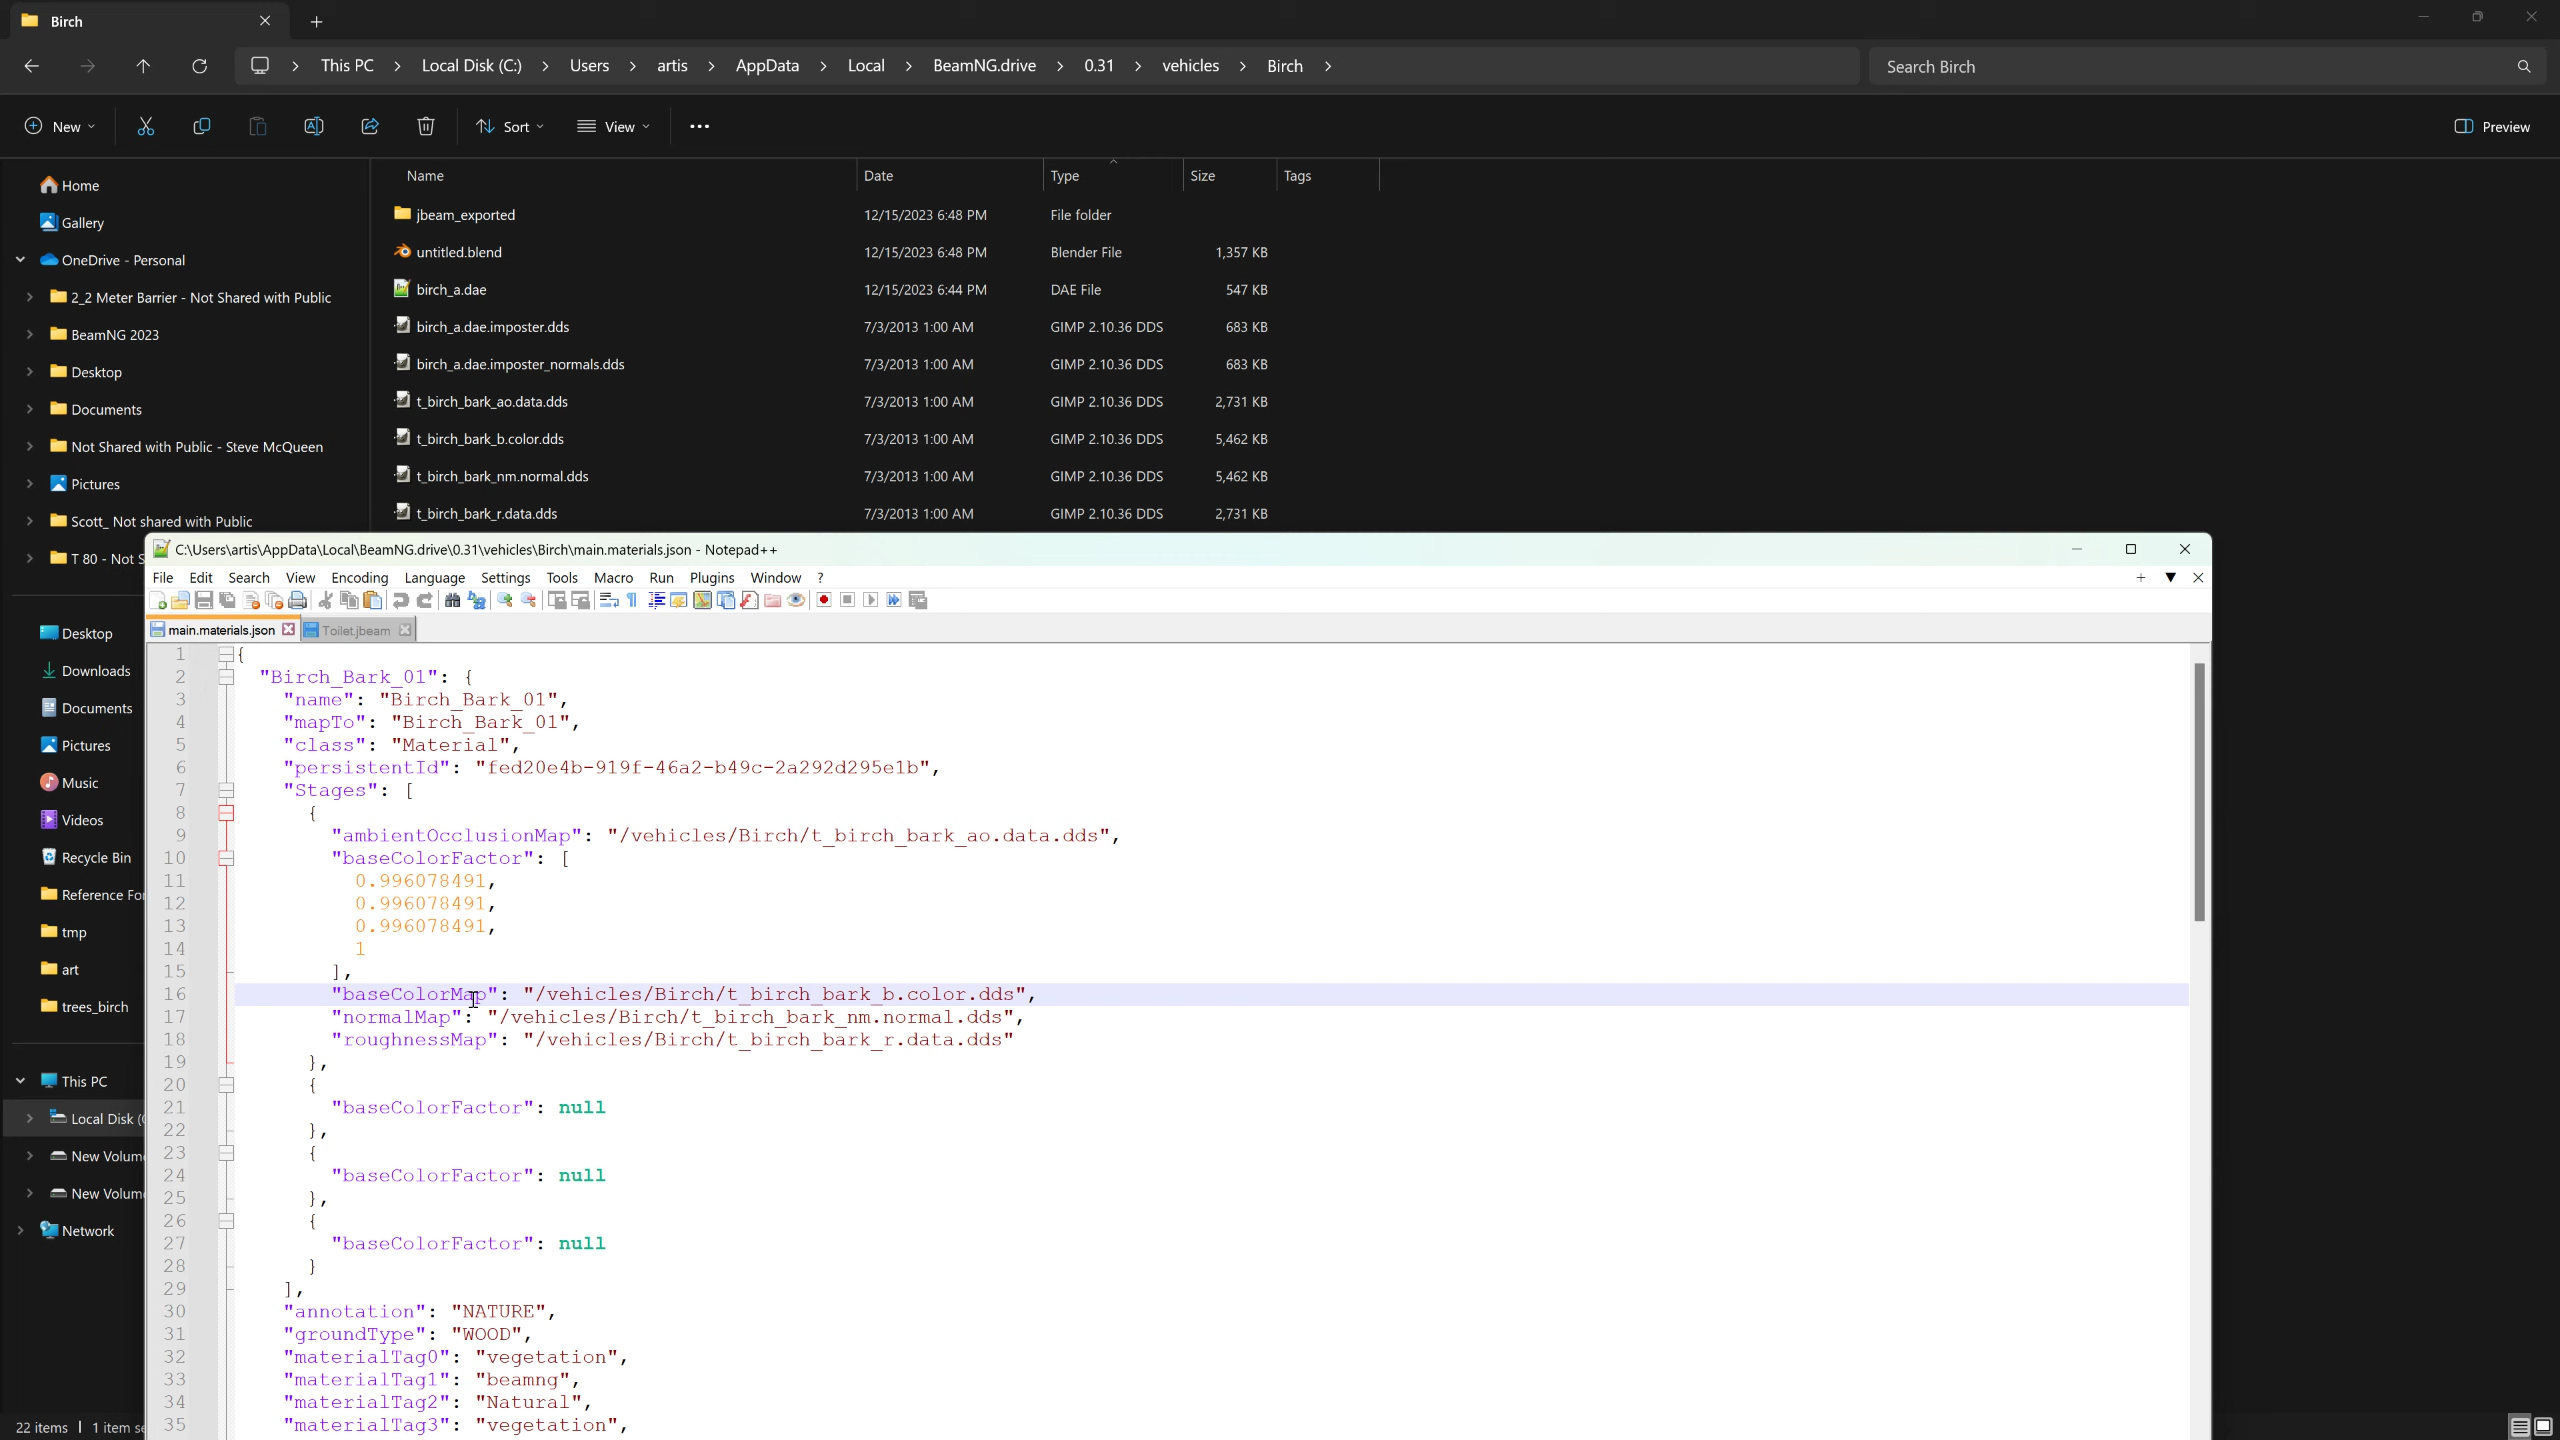 Birch
This PC > Local Disk (C:) > Users > artis > AppData > Local > BeamNG.drive > 0.31 > vehicles > Birch >
Search Birch
New
Sort
View
Preview
Name Date Type Size Tags
jbeam_exported 12/15/2023 6:48 PM File folder
untitled.blend 12/15/2023 6:48 PM Blender File 1,357 KB
birch_a.dae 12/15/2023 6:44 PM DAE File 547 KB
birch_a.dae.imposter.dds 7/3/2013 1:00 AM GIMP 2.10.36 DDS 683 KB
birch_a.dae.imposter_normals.dds 7/3/2013 1:00 AM GIMP 2.10.36 DDS 683 KB
t_birch_bark_ao.data.dds 7/3/2013 1:00 AM GIMP 2.10.36 DDS 2,731 KB
t_birch_bark_b.color.dds 7/3/2013 1:00 AM GIMP 2.10.36 DDS 5,462 KB
t_birch_bark_nm.normal.dds 7/3/2013 1:00 AM GIMP 2.10.36 DDS 5,462 KB
t_birch_bark_r.data.dds 7/3/2013 1:00 AM GIMP 2.10.36 DDS 2,731 KB
Home
Gallery
OneDrive - Personal
2_2 Meter Barrier - Not Shared with Public
BeamNG 2023
Desktop
Documents
Not Shared with Public - Steve McQueen
Pictures
Scott_ Not shared with Public
T 80 - Not S
Desktop
Downloads
Documents
Pictures
Music
Videos
Recycle Bin
Reference Fo
tmp
art
trees_birch
This PC
Local Disk (
New Volum
New Volum
Network
22 items | 1 item se
C:\Users\artis\AppData\Local\BeamNG.drive\0.31\vehicles\Birch\main.materials.json - Notepad++
File Edit Search View Encoding Language Settings Tools Macro Run Plugins Window ?
main.materials.json Toilet.jbeam
1 {
2 "Birch_Bark_01": {
3 "name": "Birch_Bark_01",
4 "mapTo": "Birch_Bark_01",
5 "class": "Material",
6 "persistentId": "fed20e4b-919f-46a2-b49c-2a292d295e1b",
7 "Stages": [
8 {
9 "ambientOcclusionMap": "/vehicles/Birch/t_birch_bark_ao.data.dds",
10 "baseColorFactor": [
11 0.996078491,
12 0.996078491,
13 0.996078491,
14 1
15 ],
16 "baseColorMap": "/vehicles/Birch/t_birch_bark_b.color.dds",
17 "normalMap": "/vehicles/Birch/t_birch_bark_nm.normal.dds",
18 "roughnessMap": "/vehicles/Birch/t_birch_bark_r.data.dds"
19 },
20 {
21 "baseColorFactor": null
22 },
23 {
24 "baseColorFactor": null
25 },
26 {
27 "baseColorFactor": null
28 }
29 ],
30 "annotation": "NATURE",
31 "groundType": "WOOD",
32 "materialTag0": "vegetation",
33 "materialTag1": "beamng",
34 "materialTag2": "Natural",
35 "materialTag3": "vegetation",